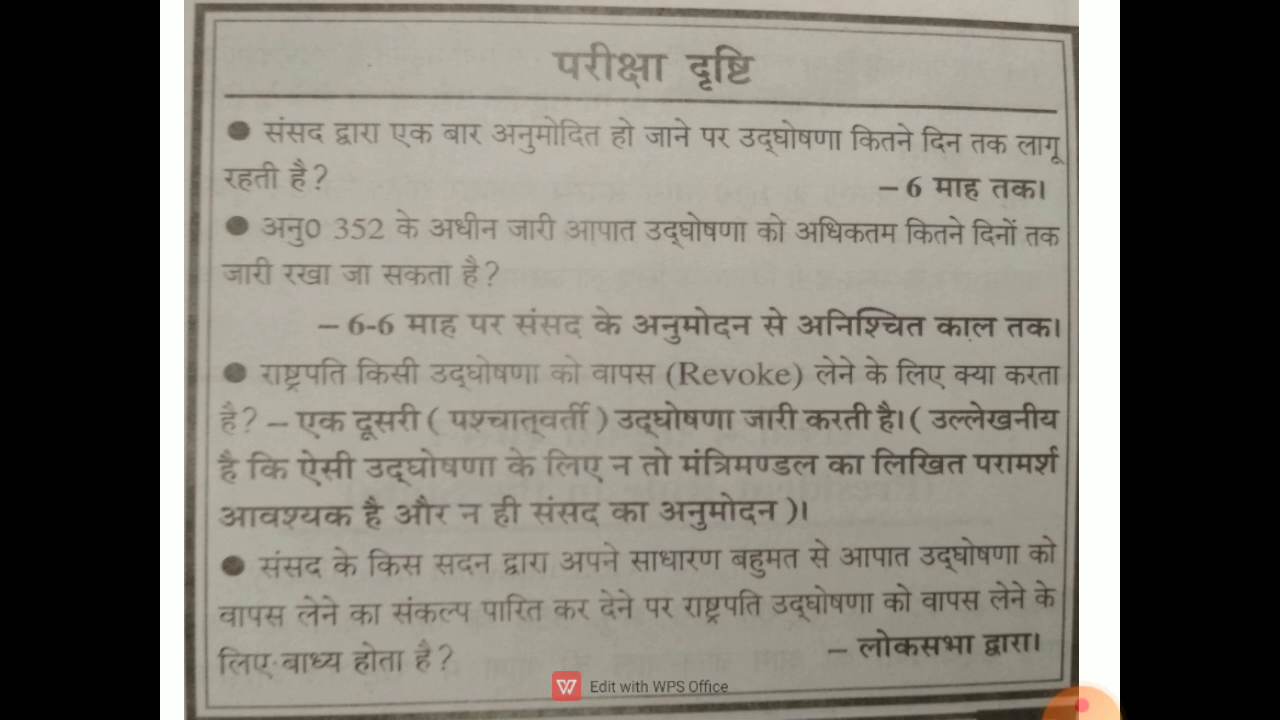 परीक्षा दृष्टि
● संसद द्वारा एक बार अनुमोदित हो जाने पर उद्‌घोषणा कितने दिन तक लागू
रहती है? – 6 माह तक।
● अनु0 352 के अधीन जारी आपात उद्‌घोषणा को अधिकतम कितने दिनों तक
जारी रखा जा सकता है?
– 6-6 माह पर संसद के अनुमोदन से अनिश्चित काल तक।
● राष्ट्रपति किसी उद्‌घोषणा को वापस (Revoke) लेने के लिए क्या करता
है? – एक दूसरी ( पश्चात्‌वर्ती ) उद्‌घोषणा जारी करती है। ( उल्लेखनीय
है कि ऐसी उद्‌घोषणा के लिए न तो मंत्रिमण्डल का लिखित परामर्श
आवश्यक है और न ही संसद का अनुमोदन )।
● संसद के किस सदन द्वारा अपने साधारण बहुमत से आपात उद्‌घोषणा को
वापस लेने का संकल्प पारित कर देने पर राष्ट्रपति उद्‌घोषणा को वापस लेने के
लिए बाध्य होता है? – लोकसभा द्वारा।
Edit with WPS Office